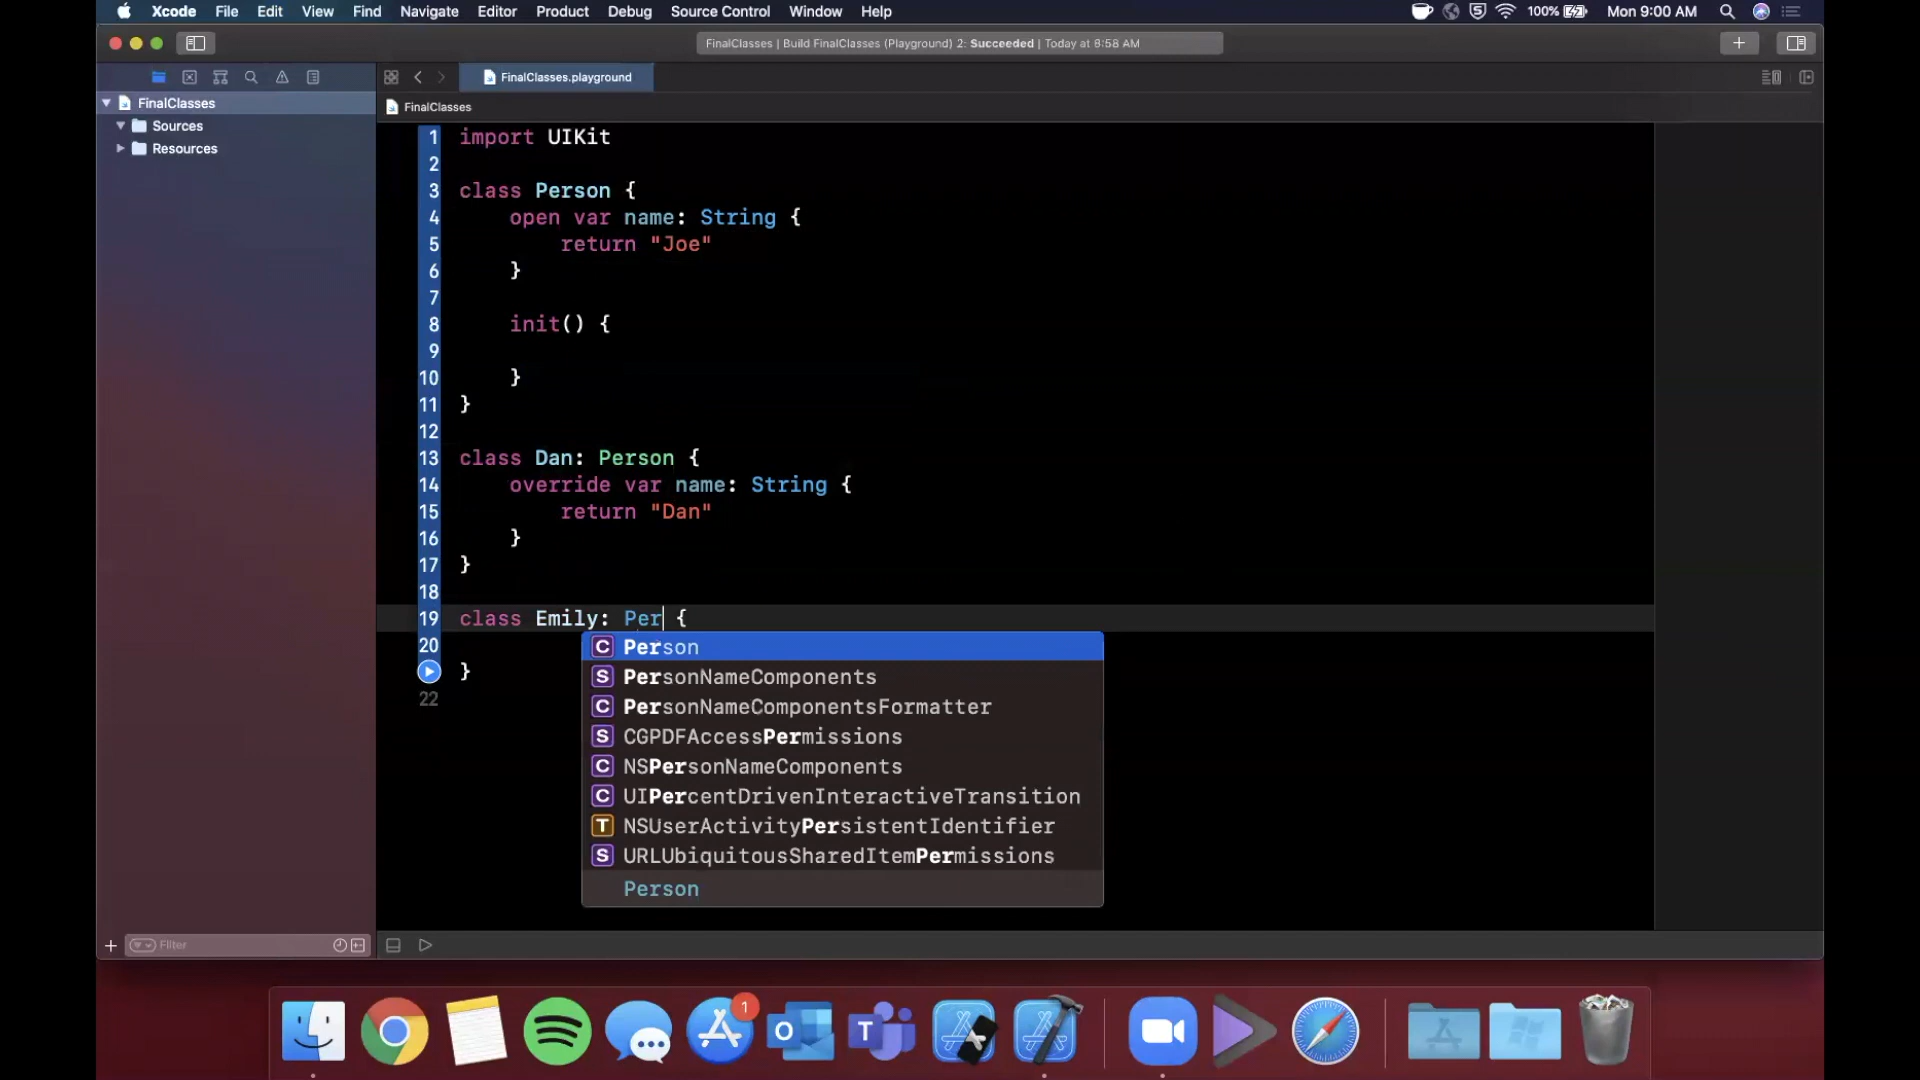 Xcode File Edit View Find Navigate Editor Product Debug Source Control Window Help 100% Mon 9:00 AM
FinalClasses | Build FinalClasses (Playground) 2: Succeeded | Today at 8:58 AM
FinalClasses.playground
FinalClasses
Sources
Resources
FinalClasses
1 import UIKit
2
3 class Person {
4 open var name: String {
5 return "Joe"
6 }
7
8 init() {
9
10 }
11 }
12
13 class Dan: Person {
14 override var name: String {
15 return "Dan"
16 }
17 }
18
19 class Emily: Per {
20
}
22
C Person
S PersonNameComponents
C PersonNameComponentsFormatter
S CGPDFAccessPermissions
C NSPersonNameComponents
C UIPercentDrivenInteractiveTransition
T NSUserActivityPersistentIdentifier
S URLUbiquitousSharedItemPermissions
Person
Filter
1
O
T